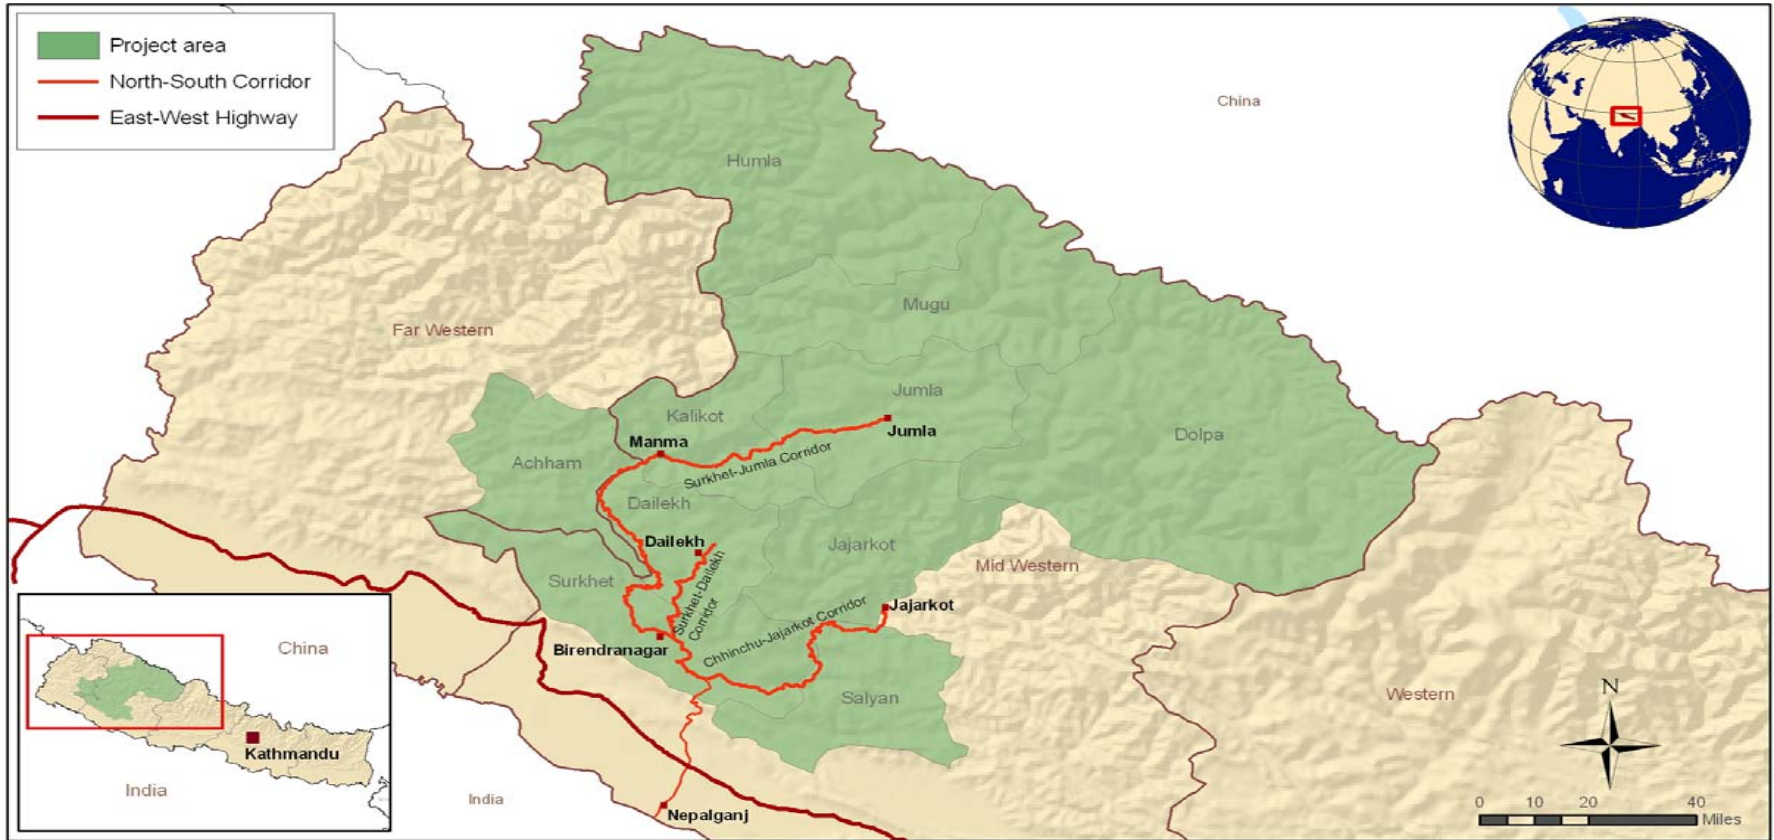 Project area
North-South Corridor
East-West Highway
China
Humla
Mugu
Far Western
Jumla
Kalikot
Jumla
Manma
Dolpa
Surkhet-Jumla Corridor
Achham
Dailekh
Dailekh
Jajarkot
Mid Western
Surkhet
Surkhet-Dailekh
Corridor
Jajarkot
Chhinchu-Jajarkot Corridor
Birendranagar
China
Salyan
Western
N
Kathmandu
India
India
Nepalganj
0 10 20 40
Miles